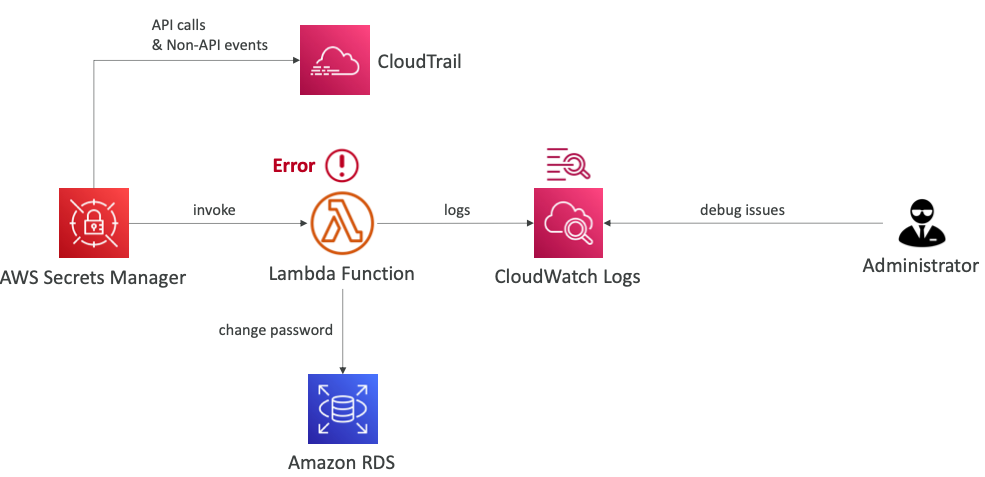 API calls
& Non-API events
CloudTrail
Error
invoke
logs
debug issues
AWS Secrets Manager
Lambda Function
CloudWatch Logs
Administrator
change password
Amazon RDS